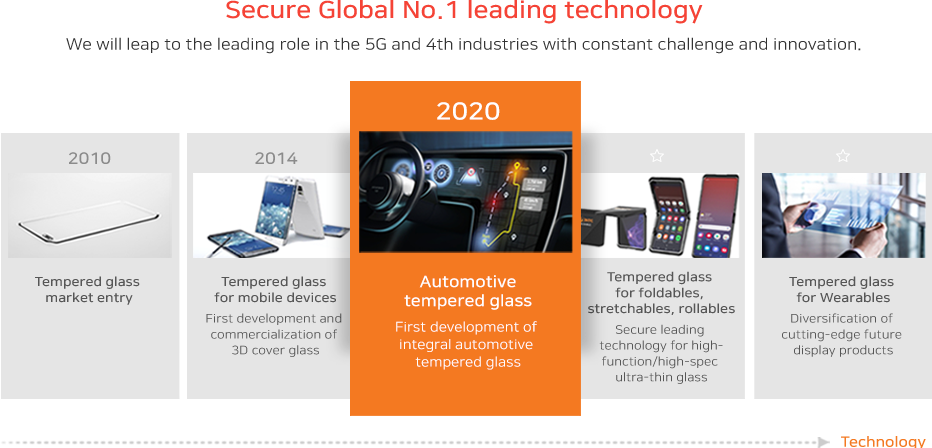 Secure Global No.1 leading technology
We will leap to the leading role in the 5G and 4th industries with constant challenge and innovation.
2010
Tempered glass
market entry
2014
Tempered glass
for mobile devices
First development and
commercialization of
3D cover glass
2020
Automotive
tempered glass
First development of
integral automotive
tempered glass
Tempered glass
for foldables,
stretchables, rollables
Secure leading
technology for high-
function/high-spec
ultra-thin glass
Tempered glass
for Wearables
Diversification of
cutting-edge future
display products
Technology